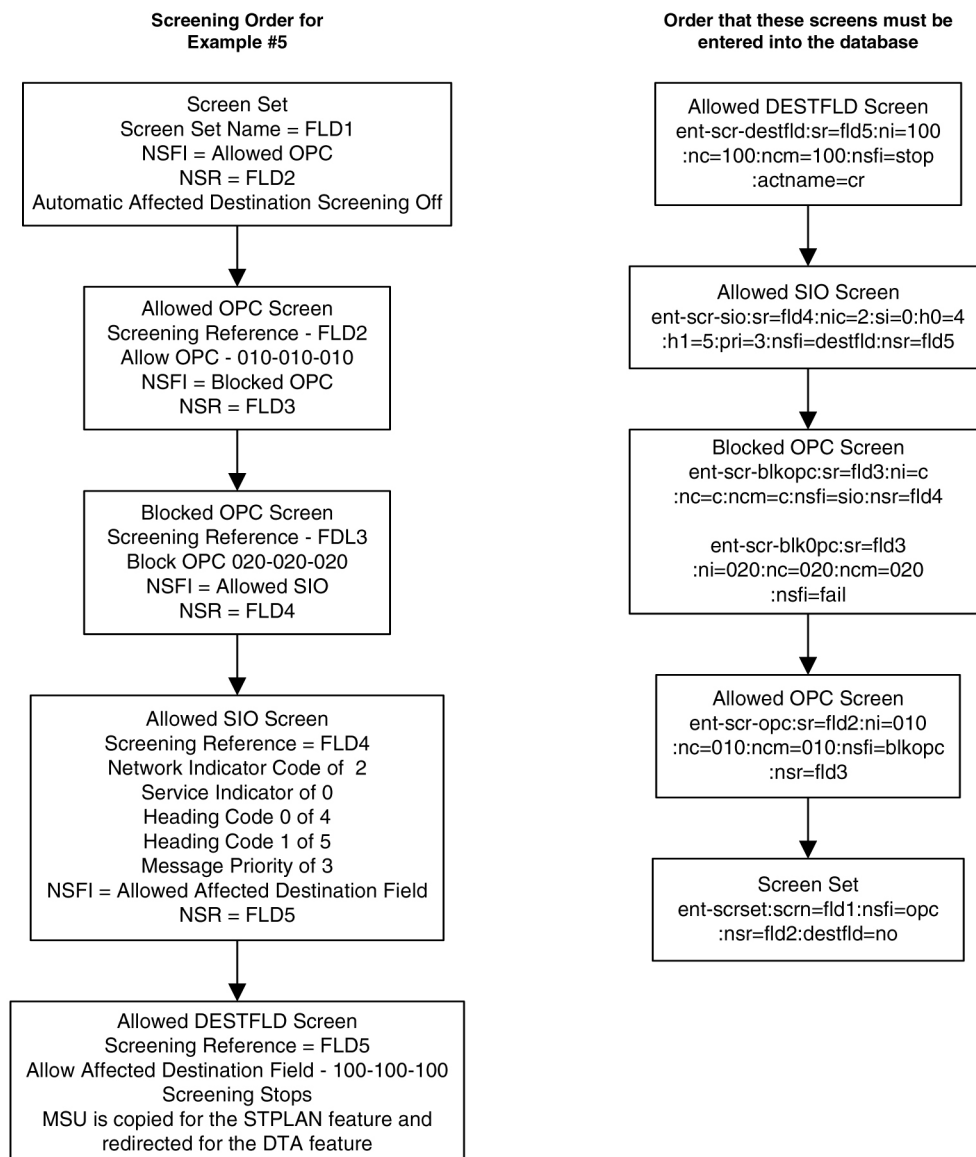 Screening Order for
Example #5
Screen Set
Screen Set Name = FLD1
NSFI = Allowed OPC
NSR = FLD2
Automatic Affected Destination Screening Off
Allowed OPC Screen
Screening Reference - FLD2
Allow OPC - 010-010-010
NSFI = Blocked OPC
NSR = FLD3
Blocked OPC Screen
Screening Reference - FDL3
Block OPC 020-020-020
NSFI = Allowed SIO
NSR = FLD4
Allowed SIO Screen
Screening Reference = FLD4
Network Indicator Code of 2
Service Indicator of 0
Heading Code 0 of 4
Heading Code 1 of 5
Message Priority of 3
NSFI = Allowed Affected Destination Field
NSR = FLD5
Allowed DESTFLD Screen
Screening Reference = FLD5
Allow Affected Destination Field - 100-100-100
Screening Stops
MSU is copied for the STPLAN feature and
redirected for the DTA feature
Order that these screens must be
entered into the database
Allowed DESTFLD Screen
ent-scr-destfld:sr=fld5:ni=100
:nc=100:ncm=100:nsfi=stop
:actname=cr
Allowed SIO Screen
ent-scr-sio:sr=fld4:nic=2:si=0:h0=4
:h1=5:pri=3:nsfi=destfld:nsr=fld5
Blocked OPC Screen
ent-scr-blkopc:sr=fld3:ni=c
:nc=c:ncm=c:nsfi=sio:nsr=fld4
ent-scr-blk0pc:sr=fld3
:ni=020:nc=020:ncm=020
:nsfi=fail
Allowed OPC Screen
ent-scr-opc:sr=fld2:ni=010
:nc=010:ncm=010:nsfi=blkopc
:nsr=fld3
Screen Set
ent-scrset:scrn=fld1:nsfi=opc
:nsr=fld2:destfld=no